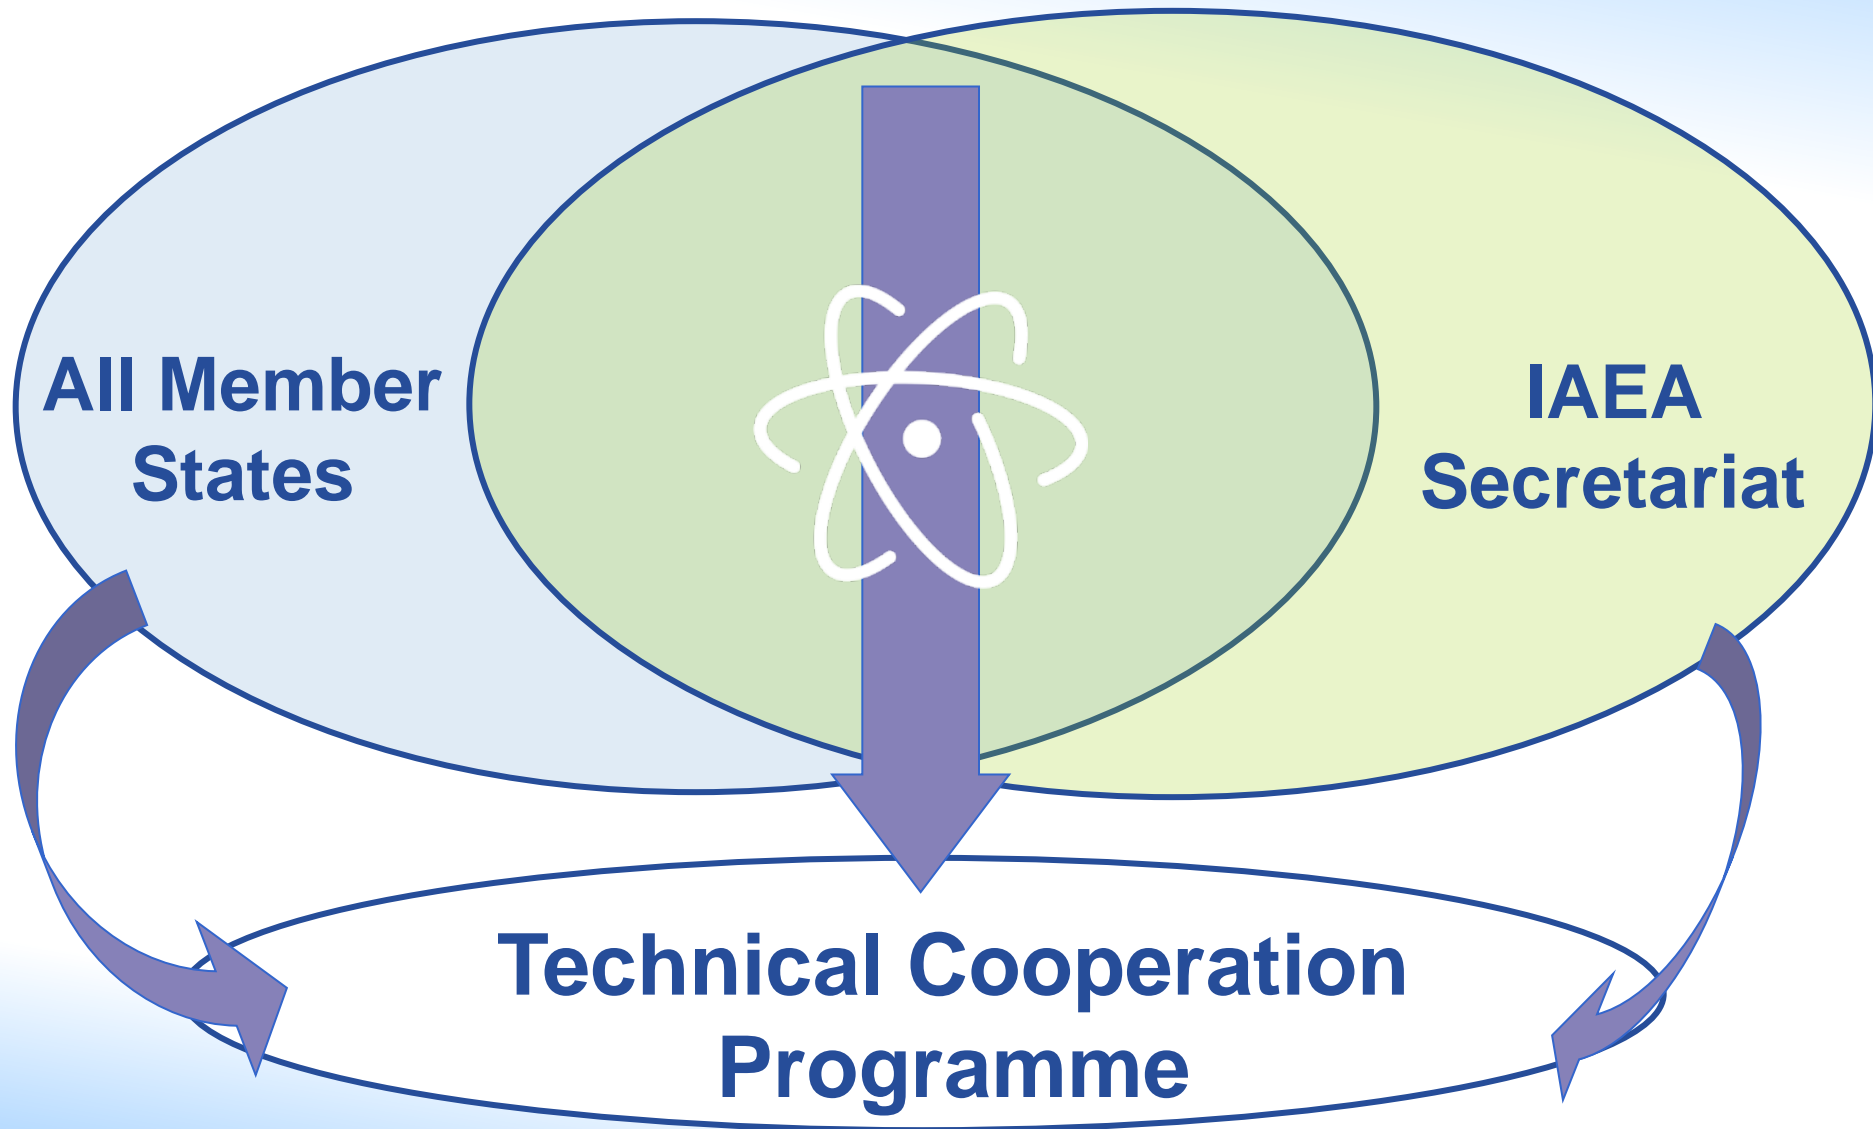 All Member
States
IAEA
Secretariat
Technical Cooperation
Programme